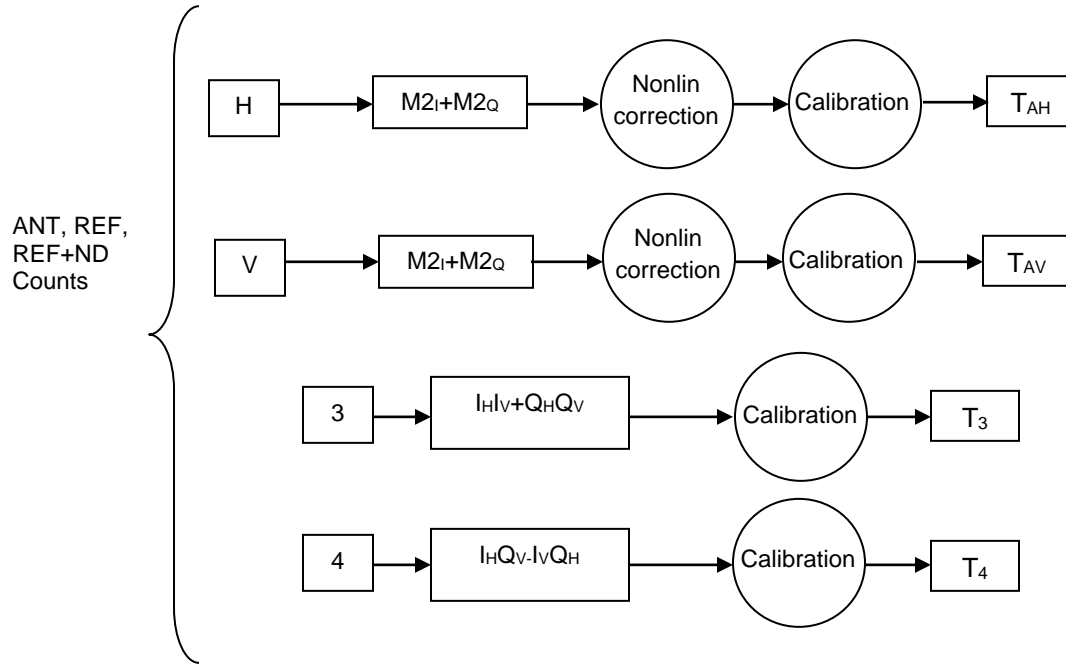 ANT, REF,
REF+ND
Counts
H
M2I+M2Q
Nonlin
correction
Calibration
TAH
V
M2I+M2Q
Nonlin
correction
Calibration
TAV
3
IHIV+QHQV
Calibration
T3
4
IHQV-IVQH
Calibration
T4